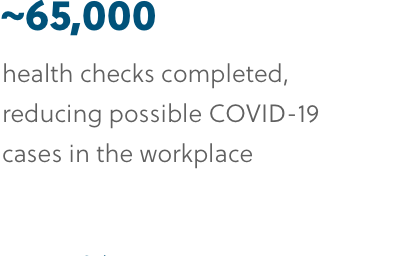 ~65,000
health checks completed,
reducing possible COVID-19
cases in the workplace